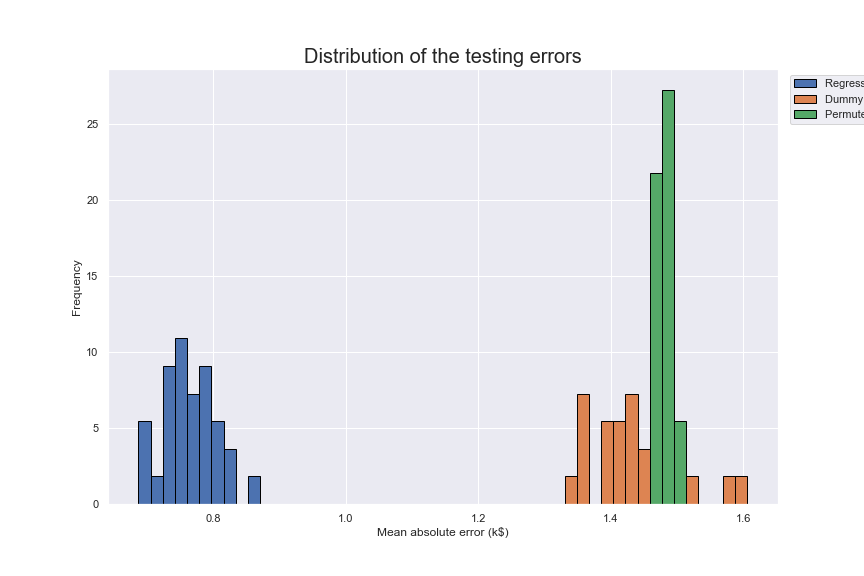 Distribution of the testing errors
Regress
Dummy
Permute
Frequency
25
20
15
10
5
0
0.8
1.0
1.2
1.4
1.6
Mean absolute error (k$)